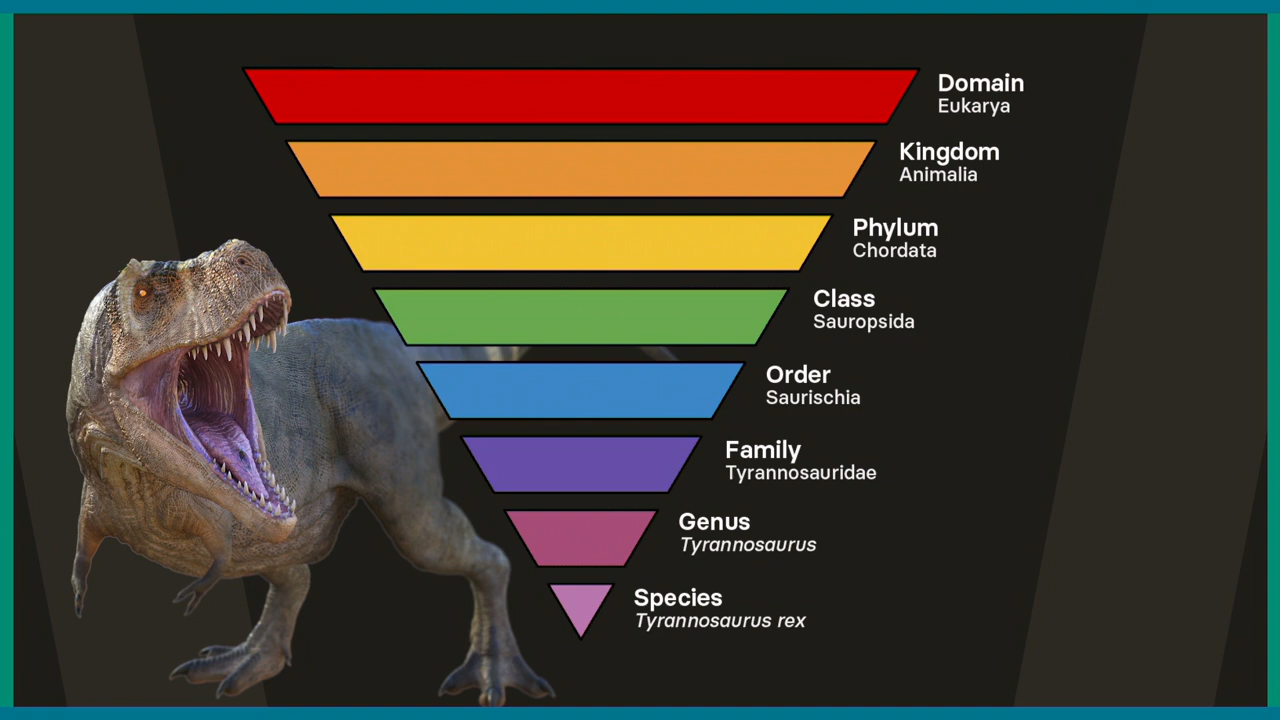 Domain
Eukarya
Kingdom
Animalia
Phylum
Chordata
Class
Sauropsida
Order
Saurischia
Family
Tyrannosauridae
Genus
Tyrannosaurus
Species
Tyrannosaurus rex